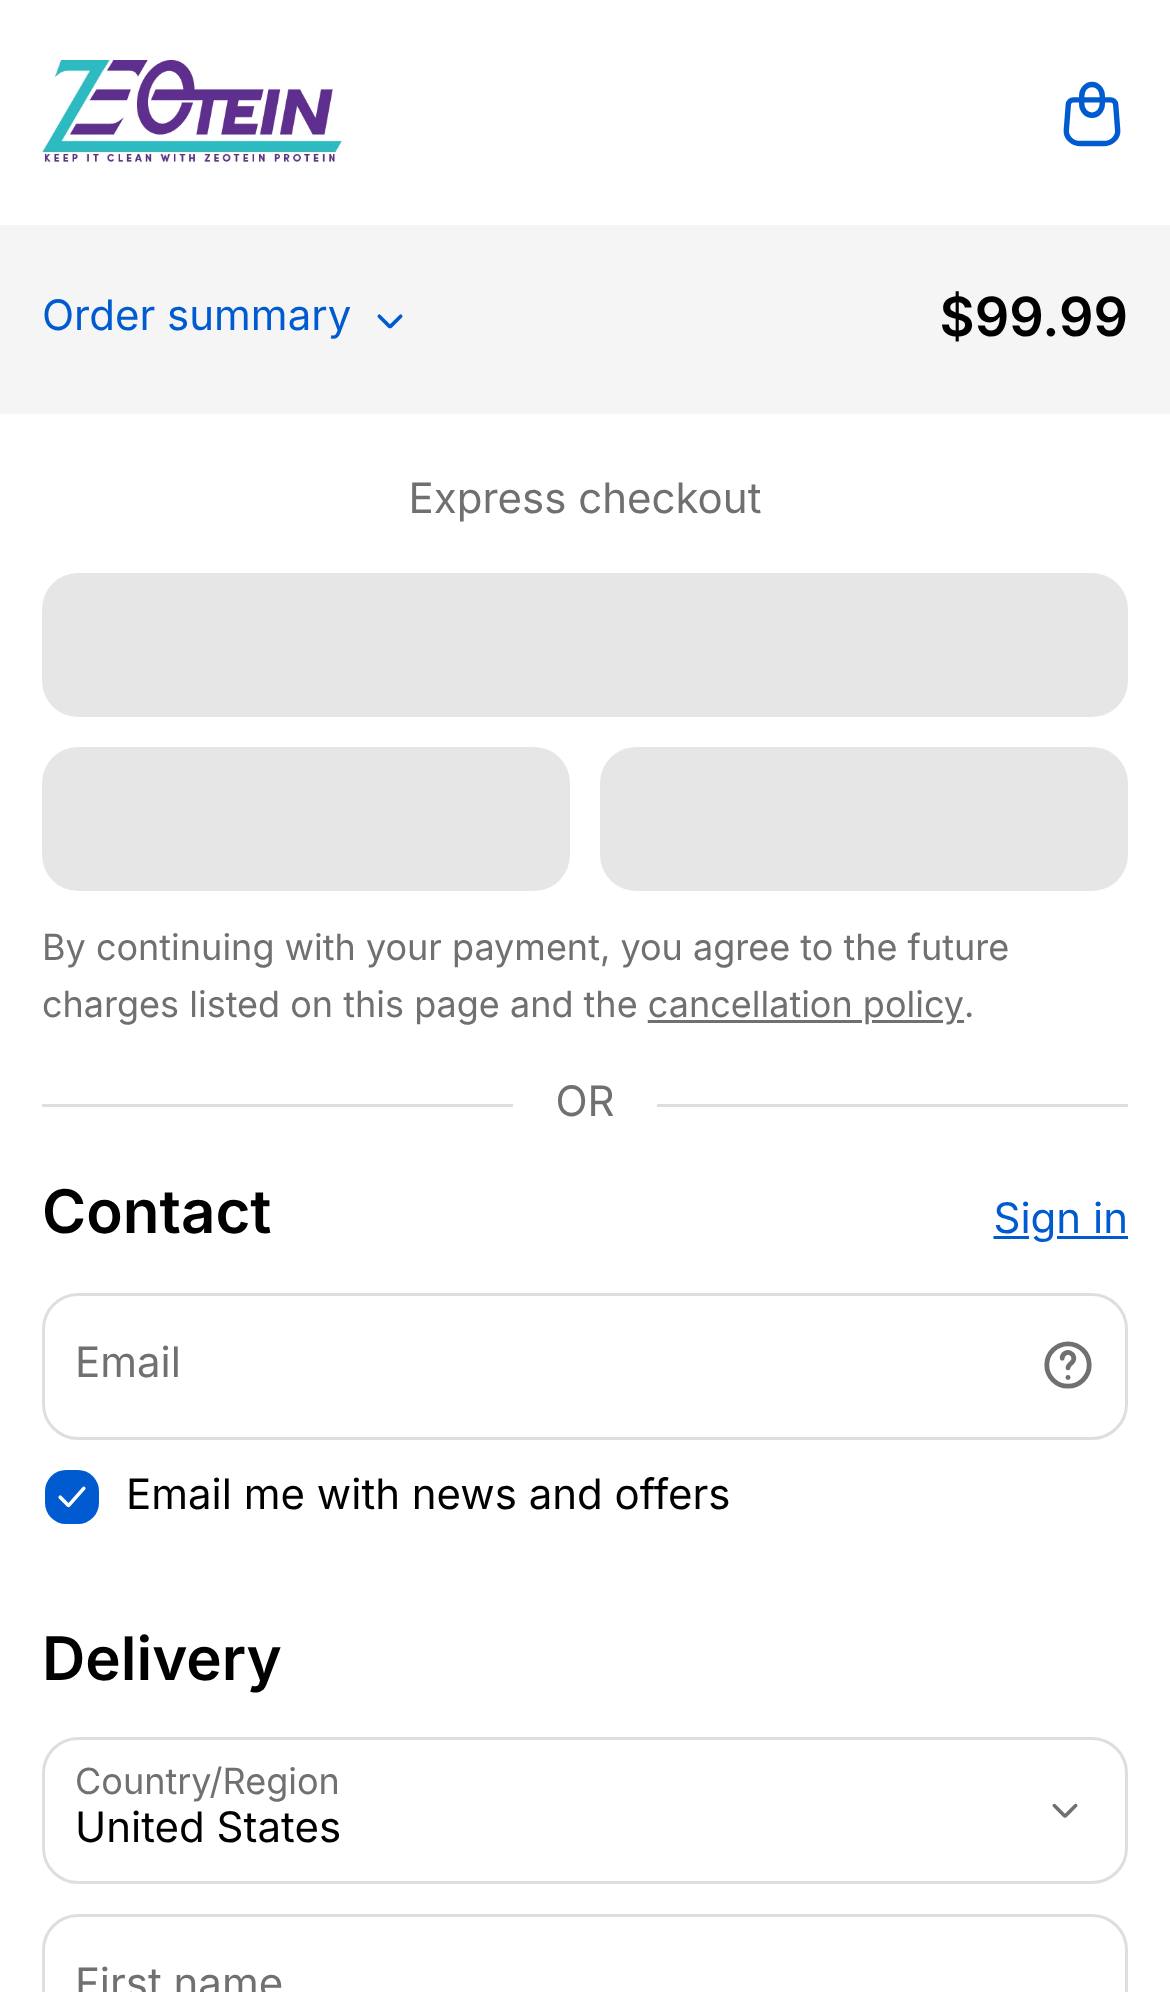 ZEOTEIN
KEEP IT CLEAN WITH ZEOTEIN PROTEIN
Order summary
$99.99
Express checkout
By continuing with your payment, you agree to the future
charges listed on this page and the cancellation policy.
OR
Contact
Sign in
Email
Email me with news and offers
Delivery
Country/Region
United States
First name